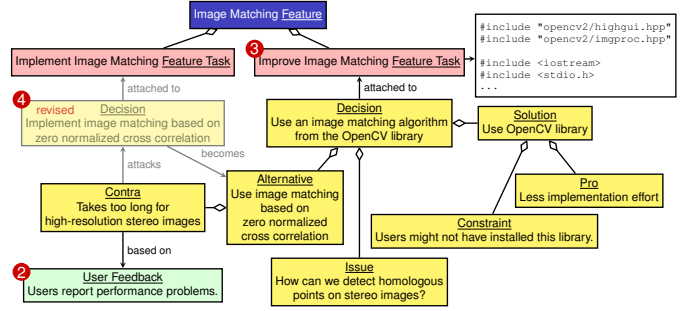 Image Matching Feature
3
Implement Image Matching Feature Task
Improve Image Matching Feature Task
#include "opencv2/highgui.hpp"
#include "opencv2/imgproc.hpp"
#include <iostream>
#include <stdio.h>
...
attached to
attached to
4
revised
Decision
Implement image matching based on
zero normalized cross correlation
Decision
Use an image matching algorithm
from the OpenCV library
Solution
Use OpenCV library
attacks
becomes
Contra
Takes too long for
high-resolution stereo images
Alternative
Use image matching
based on
zero normalized
cross correlation
Pro
Less implementation effort
Constraint
Users might not have installed this library.
based on
2
User Feedback
Users report performance problems.
Issue
How can we detect homologous
points on stereo images?